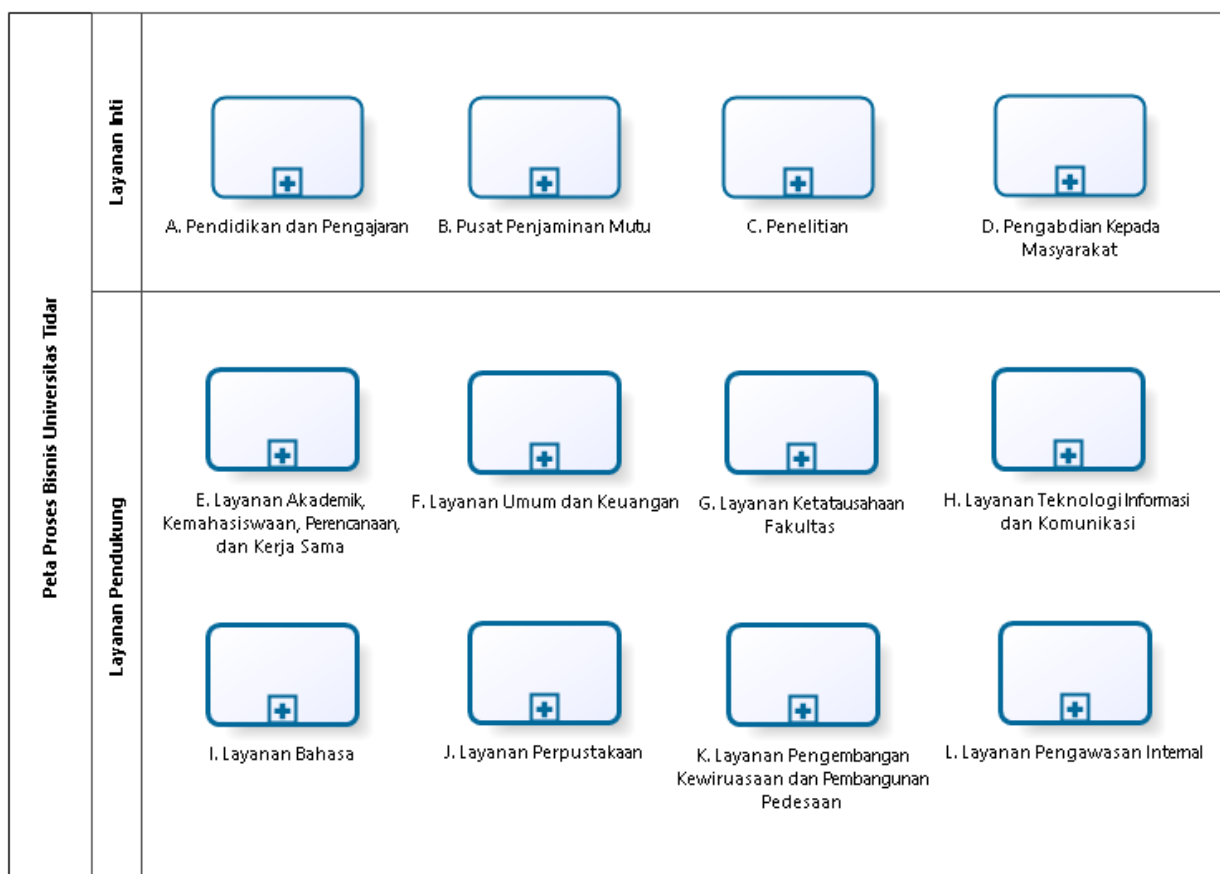 Peta Proses Bisnis Universitas Tidar
Layanan Inti
A. Pendidikan dan Pengajaran
B. Pusat Penjaminan Mutu
C. Penelitian
D. Pengabdian Kepada
Masyarakat
Layanan Pendukung
E. Layanan Akademik,
Kemahasiswaan, Perencanaan,
dan Kerja Sama
F. Layanan Umum dan Keuangan
G. Layanan Ketatausahaan
Fakultas
H. Layanan Teknologi Informasi
dan Komunikasi
I. Layanan Bahasa
J. Layanan Perpustakaan
K. Layanan Pengembangan
Kewiruasaan dan Pembangunan
Pedesaan
L. Layanan Pengawasan Internal